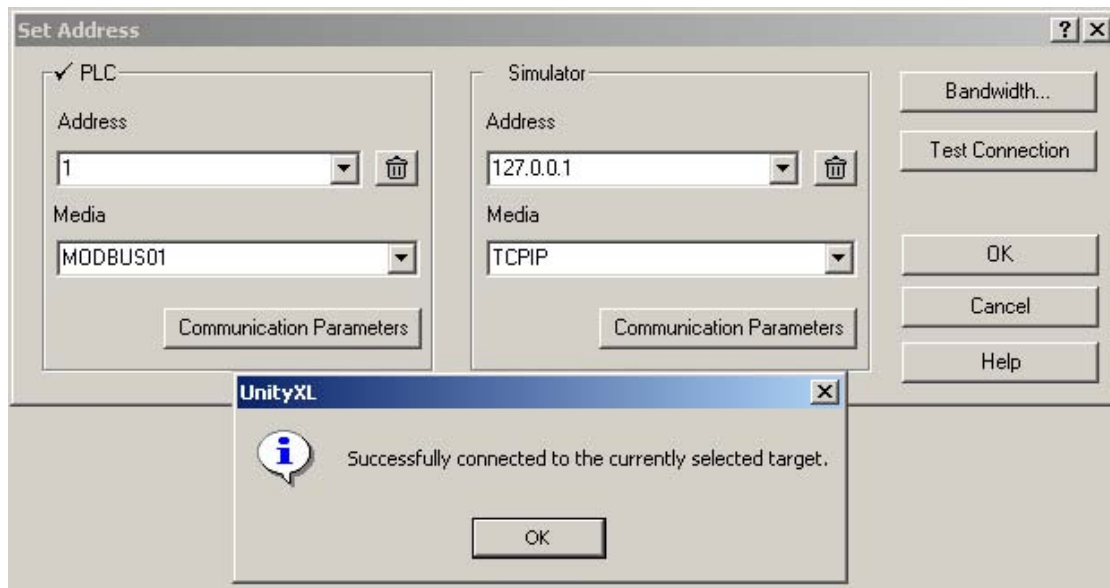 Set Address
✓ PLC
Address
1
Media
MODBUS01
Communication Parameters
Simulator
Address
127.0.0.1
Media
TCPIP
Communication Parameters
Bandwidth...
Test Connection
OK
Cancel
Help
UnityXL
Successfully connected to the currently selected target.
OK